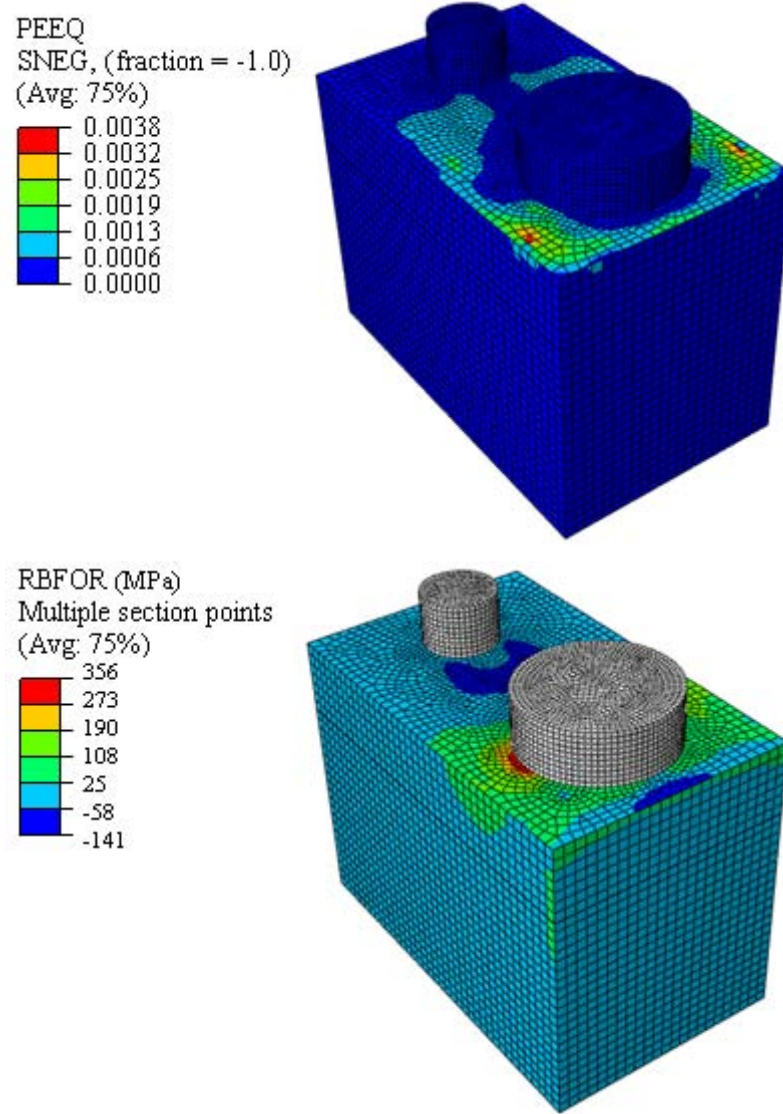 PEEQ
SNEG, (fraction = -1.0)
(Avg: 75%)
0.0038
0.0032
0.0025
0.0019
0.0013
0.0006
0.0000
RBFOR (MPa)
Multiple section points
(Avg: 75%)
356
273
190
108
25
-58
-141